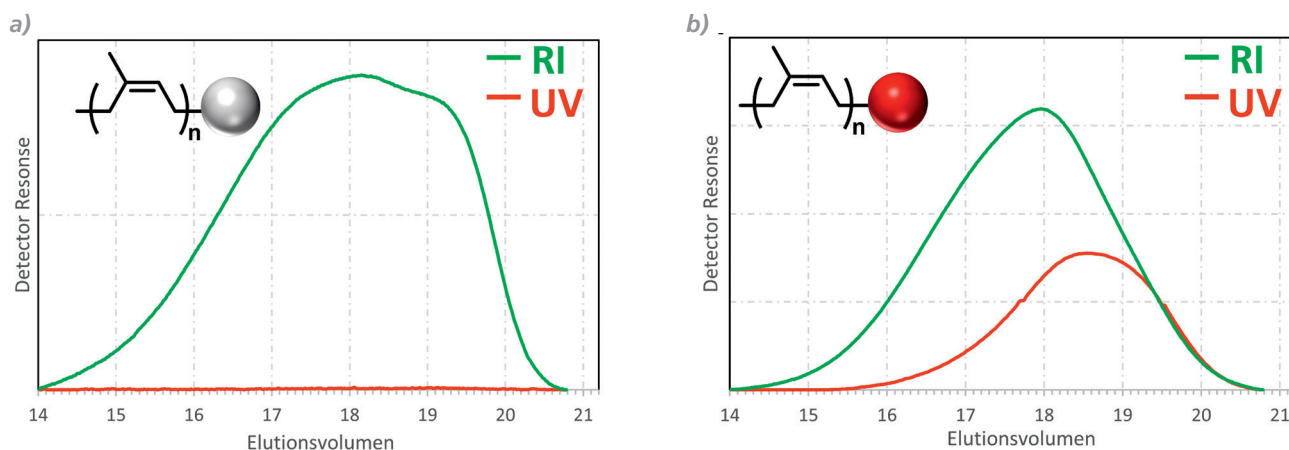 a)
n
RI
UV
Detector Resonse
14 15 16 17 18 19 20 21
Elutionsvolumen
b)
n
RI
UV
Detector Resonse
14 15 16 17 18 19 20 21
Elutionsvolumen